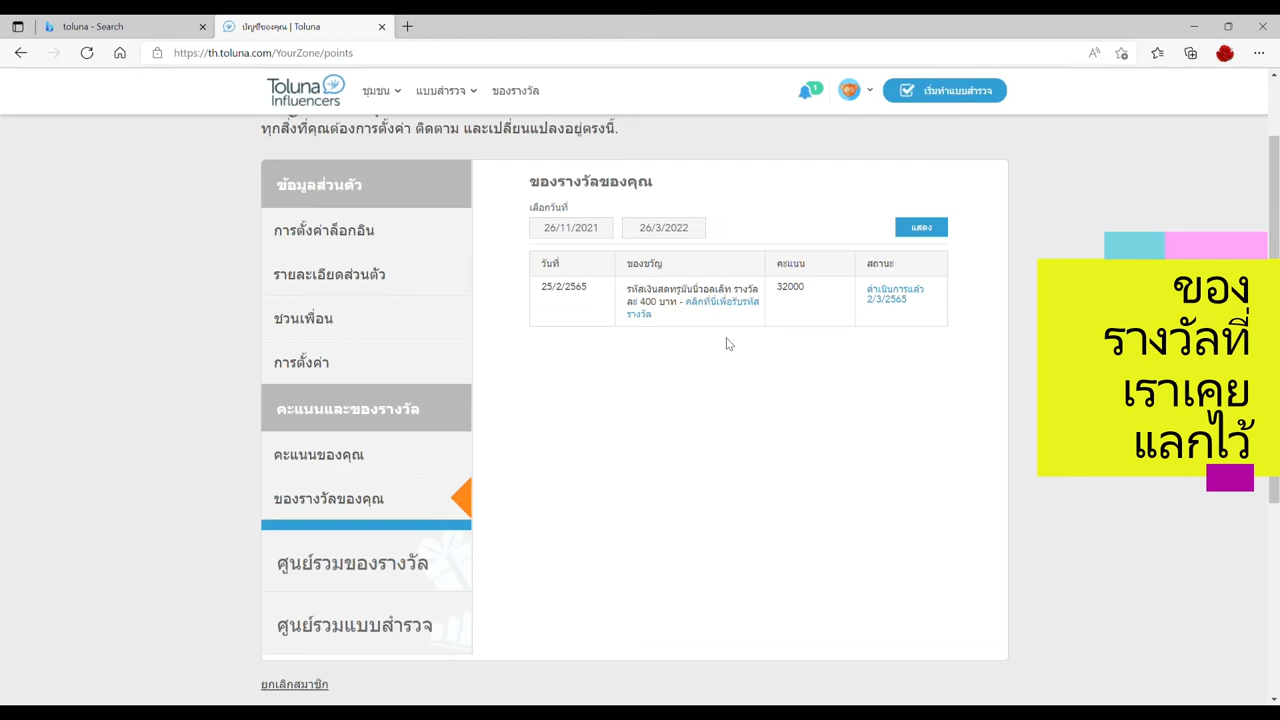 toluna - Search
บัญชีของคุณ | Toluna
https://th.toluna.com/YourZone/points
Toluna Influencers
ชุมชน
แบบสำรวจ
ของรางวัล
1
เริ่มทำแบบสำรวจ
ทุกสิ่งที่คุณต้องการตั้งค่า ติดตาม และเปลี่ยนแปลงอยู่ตรงนี้.
ข้อมูลส่วนตัว
การตั้งค่าล็อกอิน
รายละเอียดส่วนตัว
ชวนเพื่อน
การตั้งค่า
คะแนนและของรางวัล
คะแนนของคุณ
ของรางวัลของคุณ
ศูนย์รวมของรางวัล
ศูนย์รวมแบบสำรวจ
ยกเลิกสมาชิก
ของรางวัลของคุณ
เลือกวันที่
26/11/2021
26/3/2022
แสดง
วันที่
ของขวัญ
คะแนน
สถานะ
25/2/2565
รหัสเงินสดทรูมันนี่วอลเล็ท รางวัล
ละ 400 บาท - คลิกที่นี่เพื่อรับรหัส
รางวัล
32000
ดำเนินการแล้ว
2/3/2565
ของ
รางวัลที่
เราเคย
แลกไว้